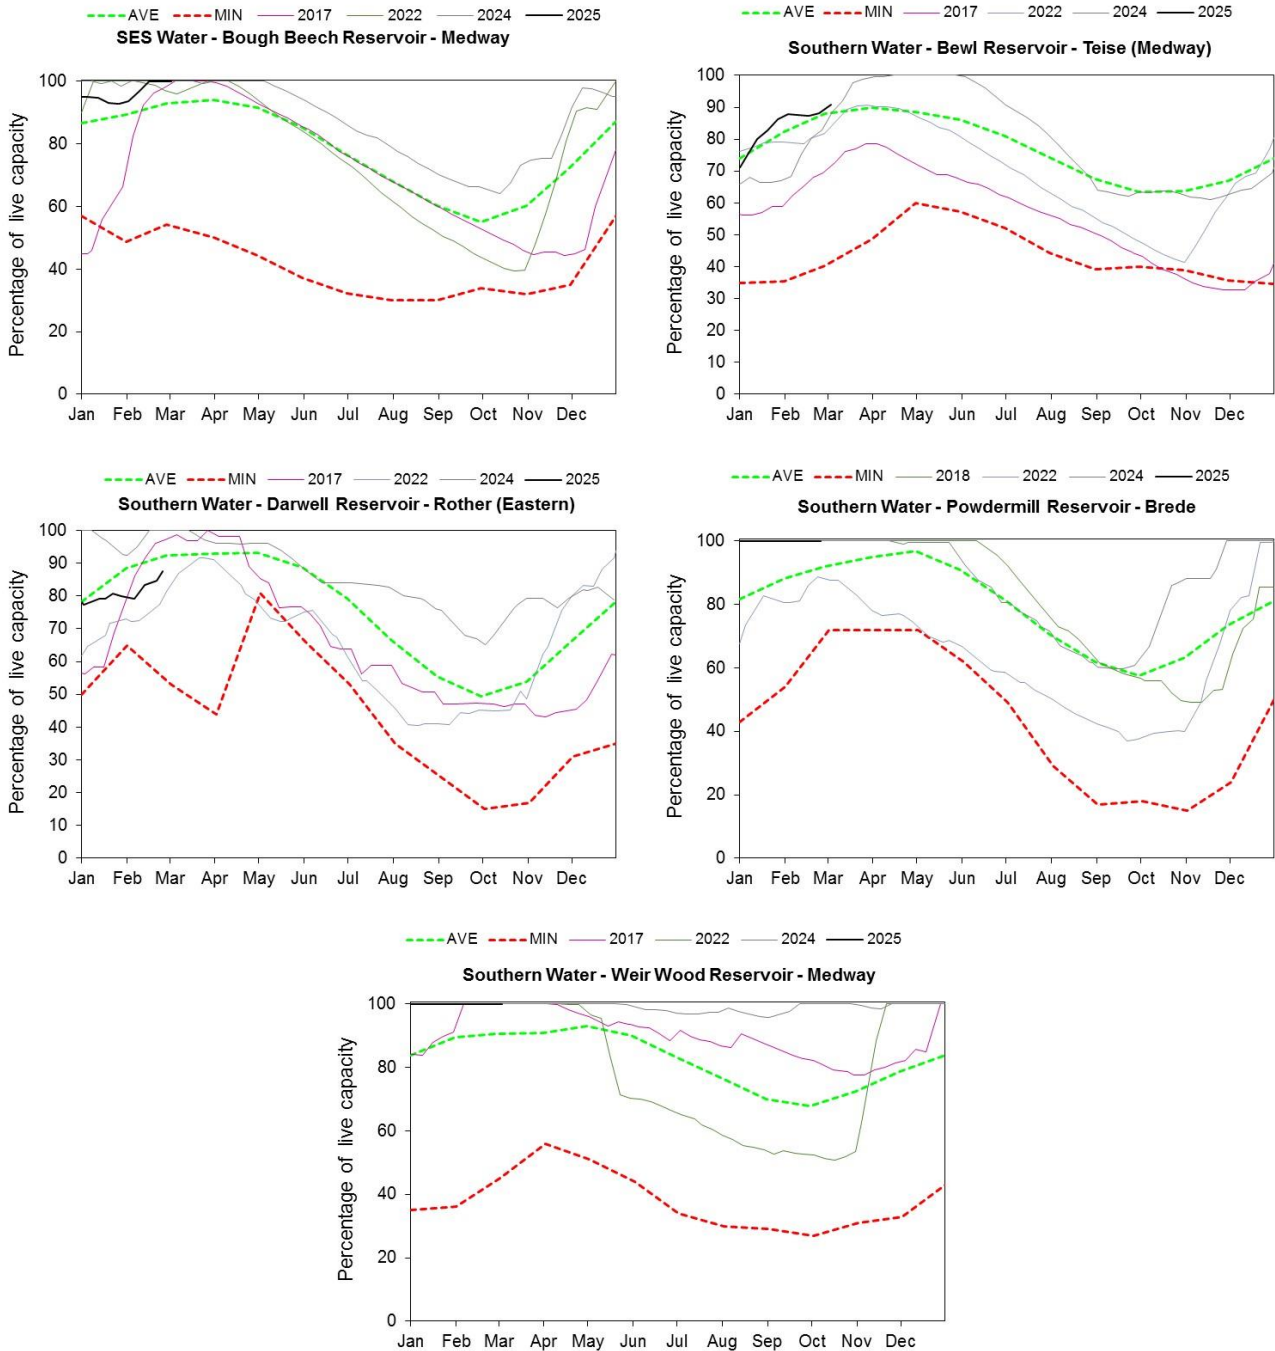 AVE MIN 2017 2022 2024 2025
SES Water - Bough Beech Reservoir - Medway
Percentage of live capacity
100
80
60
40
20
0
Jan Feb Mar Apr May Jun Jul Aug Sep Oct Nov Dec
AVE MIN 2017 2022 2024 2025
Southern Water - Bewl Reservoir - Teise (Medway)
Percentage of live capacity
100
90
80
70
60
50
40
30
20
10
0
Jan Feb Mar Apr May Jun Jul Aug Sep Oct Nov Dec
AVE MIN 2017 2022 2024 2025
Southern Water - Darwell Reservoir - Rother (Eastern)
Percentage of live capacity
100
90
80
70
60
50
40
30
20
10
0
Jan Feb Mar Apr May Jun Jul Aug Sep Oct Nov Dec
AVE MIN 2018 2022 2024 2025
Southern Water - Powdermill Reservoir - Brede
Percentage of live capacity
100
80
60
40
20
0
Jan Feb Mar Apr May Jun Jul Aug Sep Oct Nov Dec
AVE MIN 2017 2022 2024 2025
Southern Water - Weir Wood Reservoir - Medway
Percentage of live capacity
100
80
60
40
20
0
Jan Feb Mar Apr May Jun Jul Aug Sep Oct Nov Dec